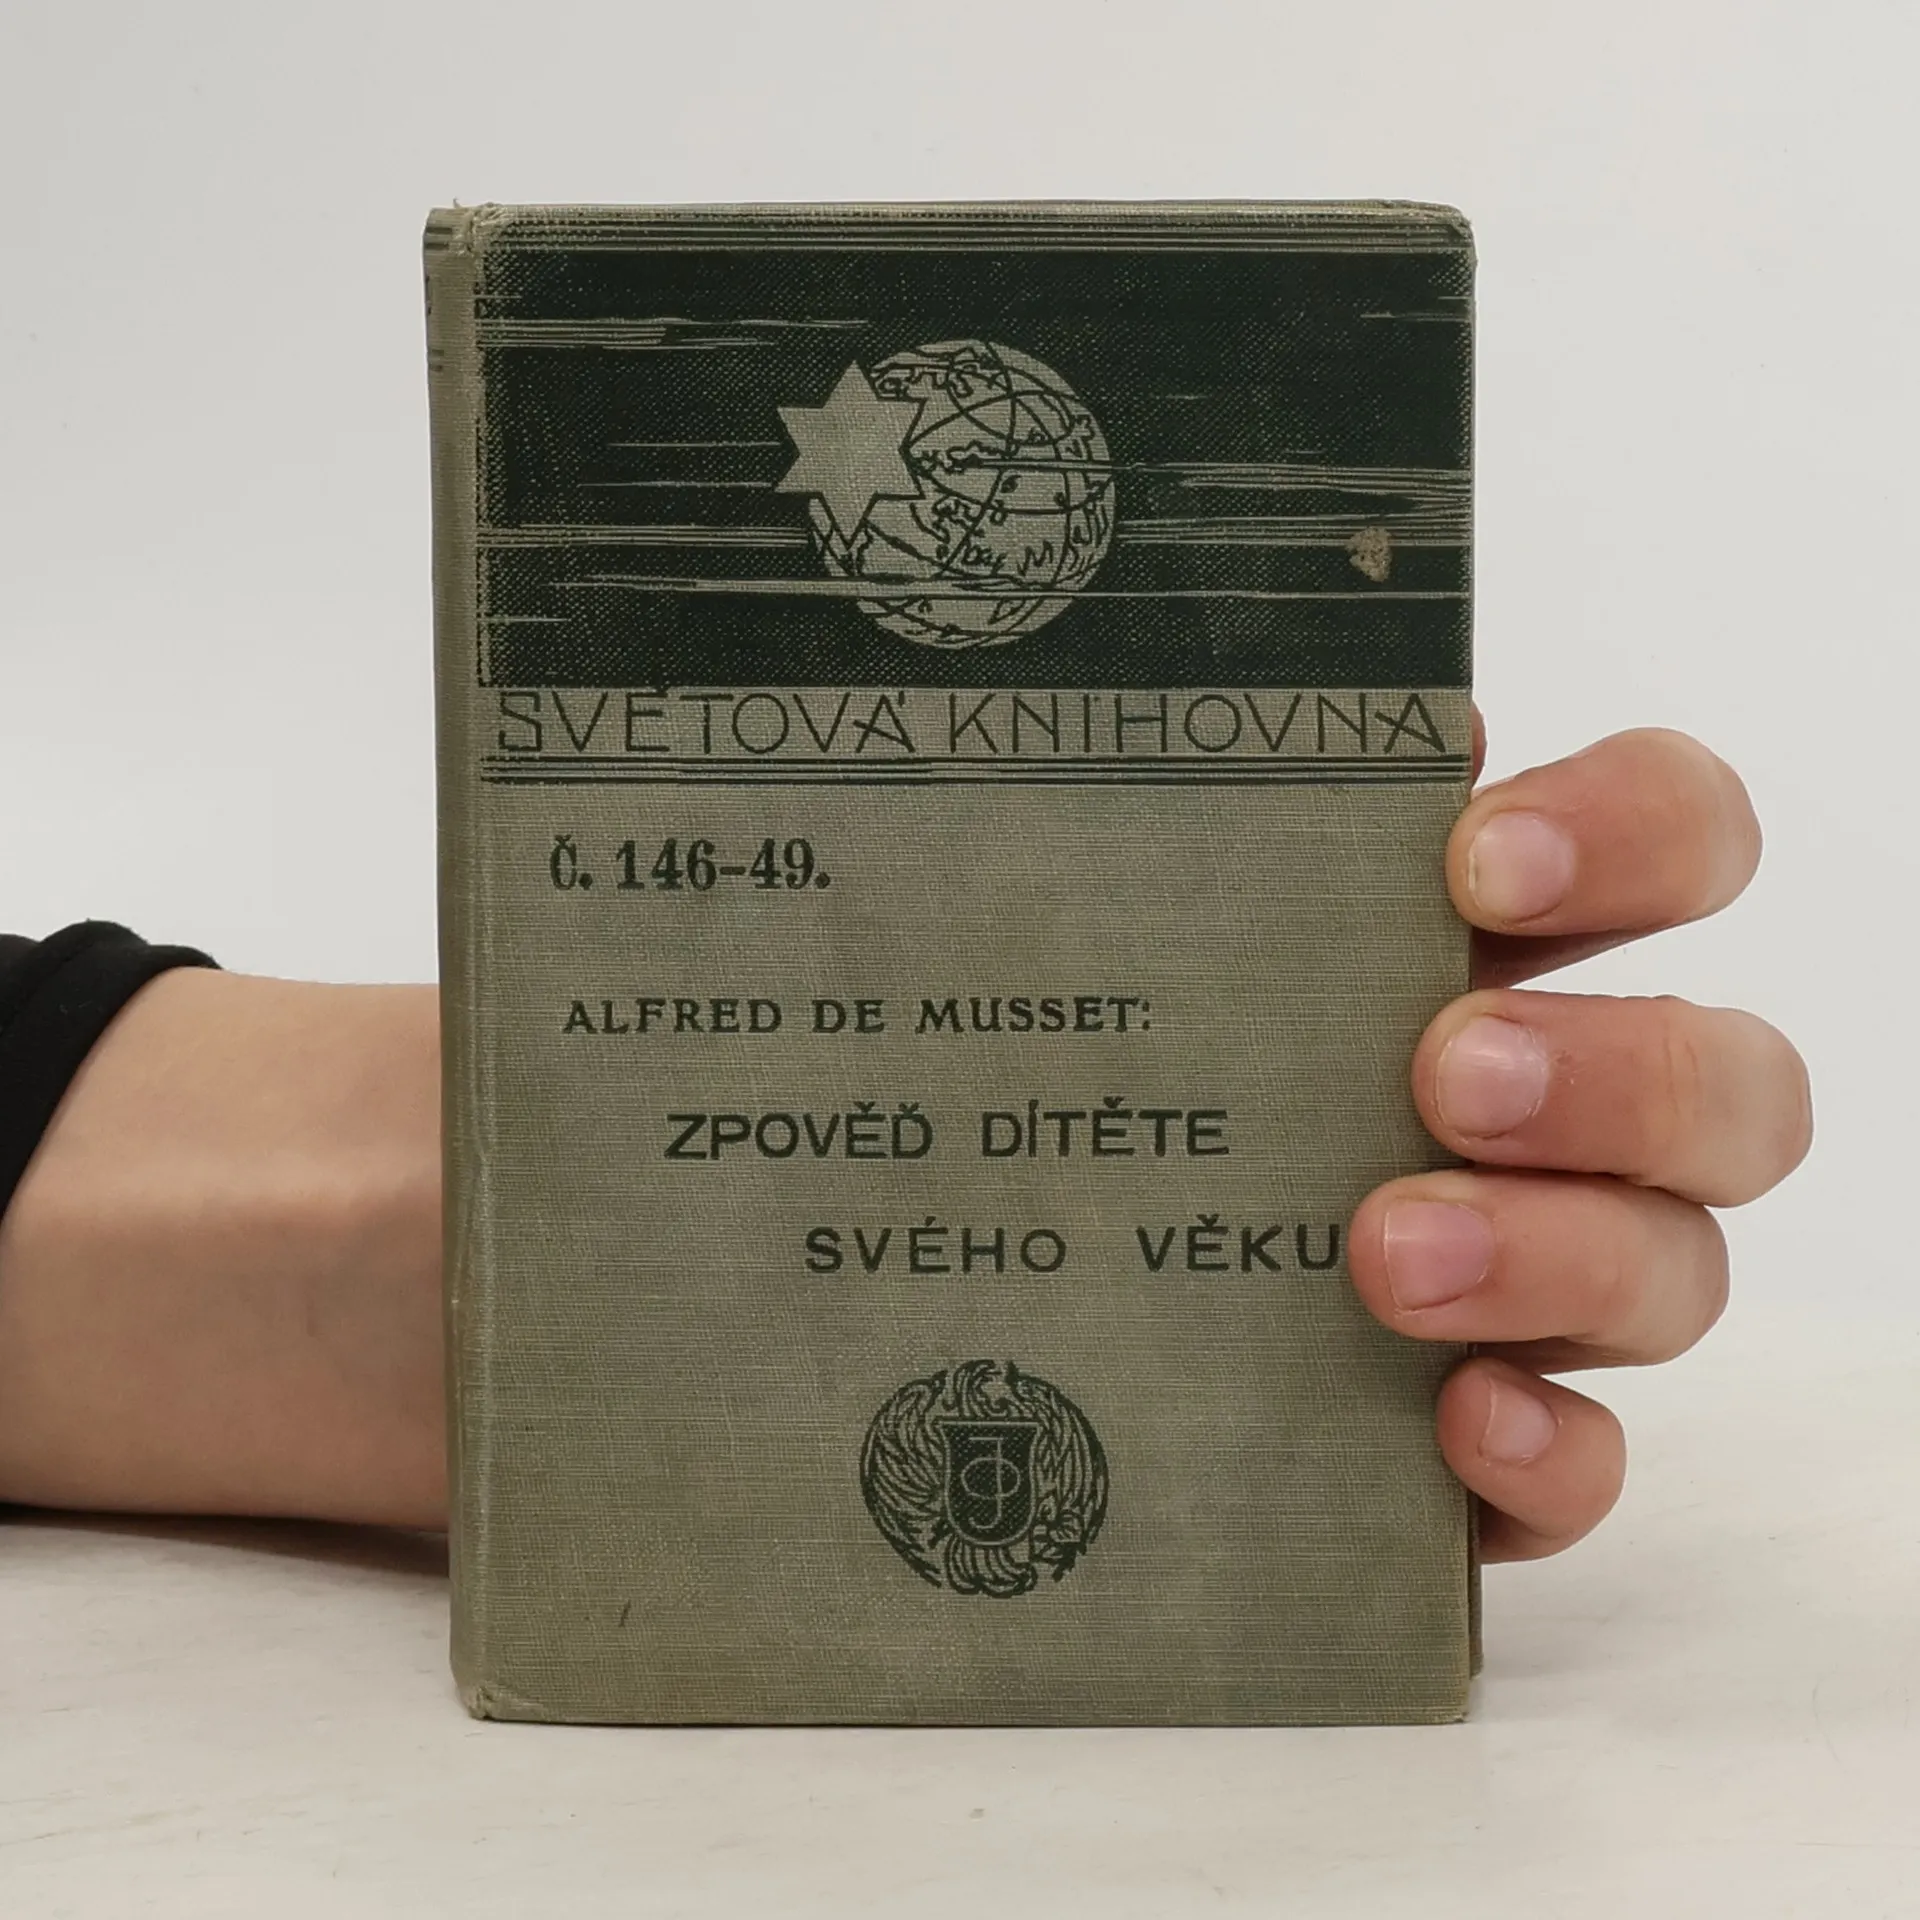 SVĚTOVÁ KNIHOVNA
Č. 146-49.
ALFRED DE MUSSET:
ZPOVĚĎ DÍTĚTE
SVÉHO VĚKU